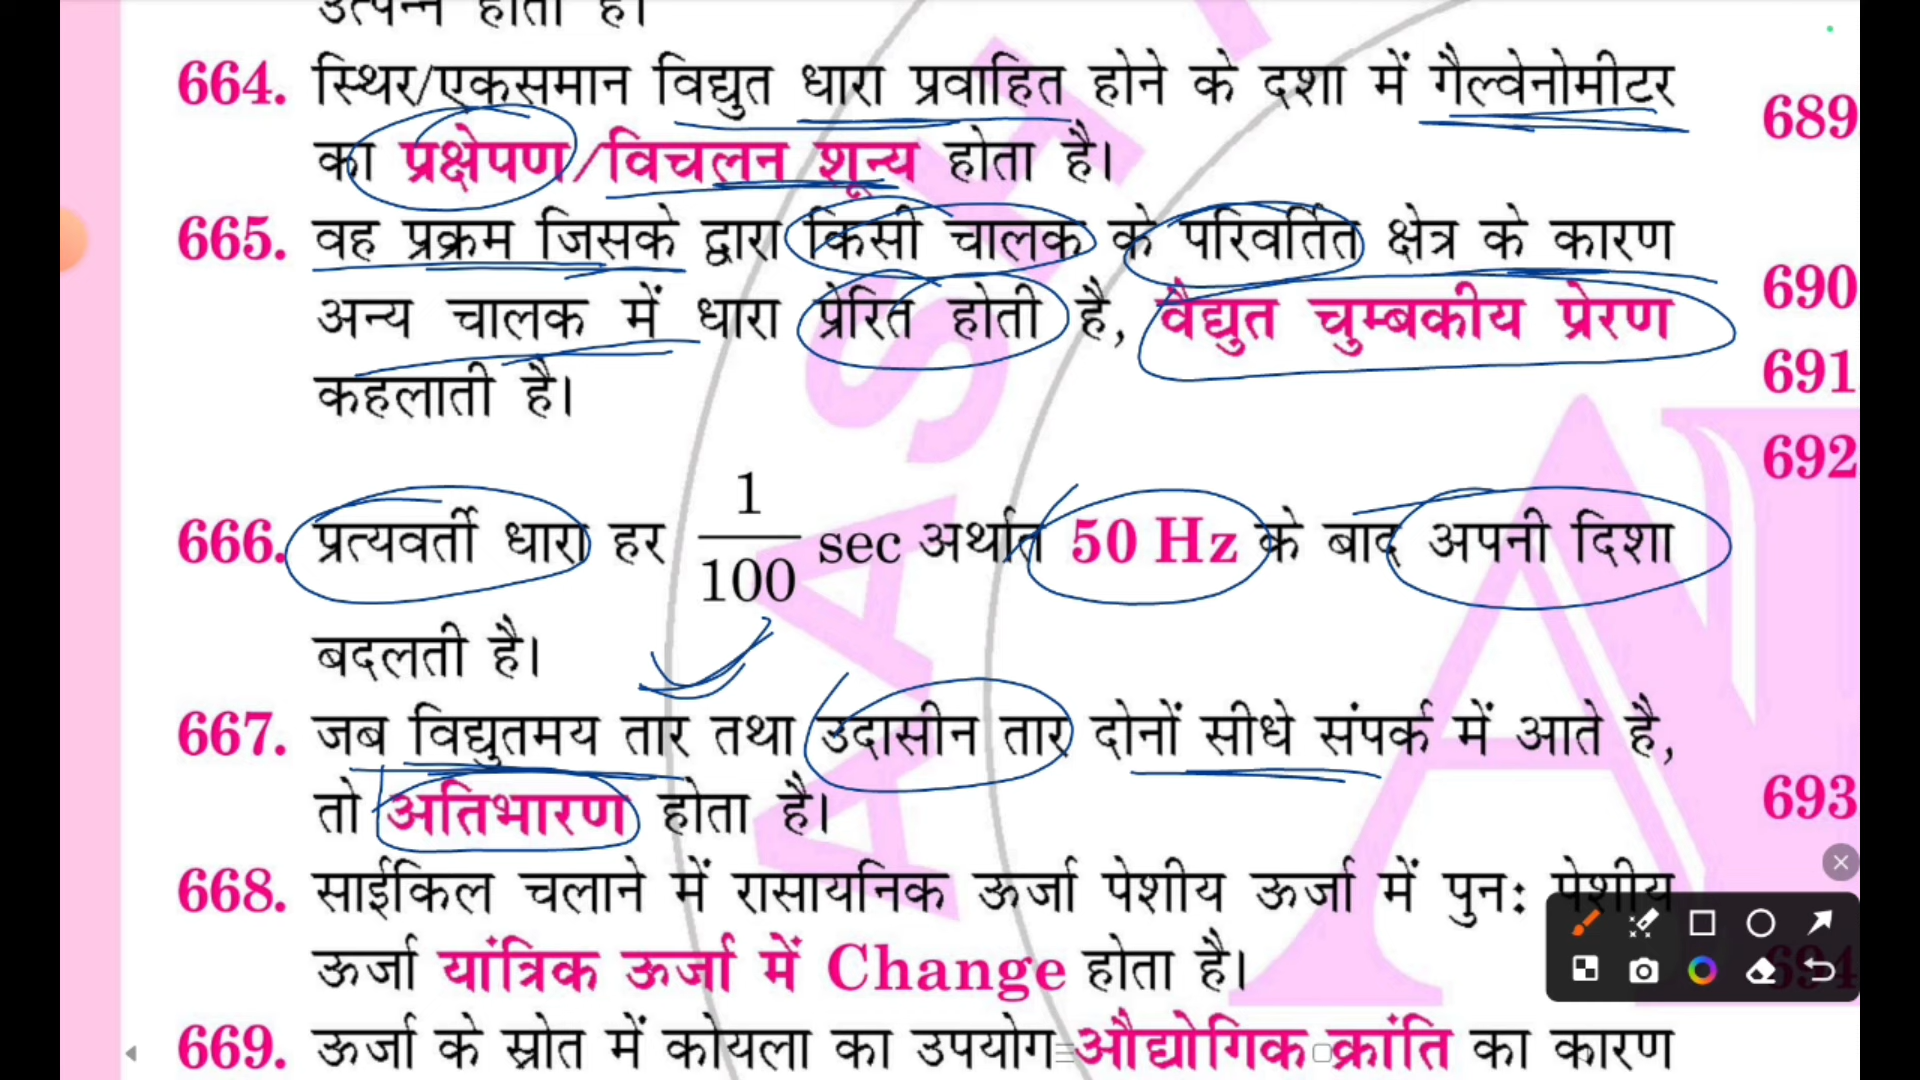 उत्पन्न होता है।
664. स्थिर/एकसमान विद्युत धारा प्रवाहित होने के दशा में गैल्वेनोमीटर
का प्रक्षेपण/विचलन शून्य होता है।
665. वह प्रक्रम जिसके द्वारा किसी चालक के परिवर्तित क्षेत्र के कारण
अन्य चालक में धारा प्रेरित होती है, वैद्युत चुम्बकीय प्रेरण
कहलाती है।
666. प्रत्यवर्ती धारा हर 1/100 sec अर्थात 50 Hz के बाद अपनी दिशा
बदलती है।
667. जब विद्युतमय तार तथा उदासीन तार दोनों सीधे संपर्क में आते है,
तो अतिभारण होता है।
668. साईकिल चलाने में रासायनिक ऊर्जा पेशीय ऊर्जा में पुनः पेशीय
ऊर्जा यांत्रिक ऊर्जा में Change होता है।
669. ऊर्जा के स्रोत में कोयला का उपयोग औद्योगिक क्रांति का कारण
689
690
691
692
693
694